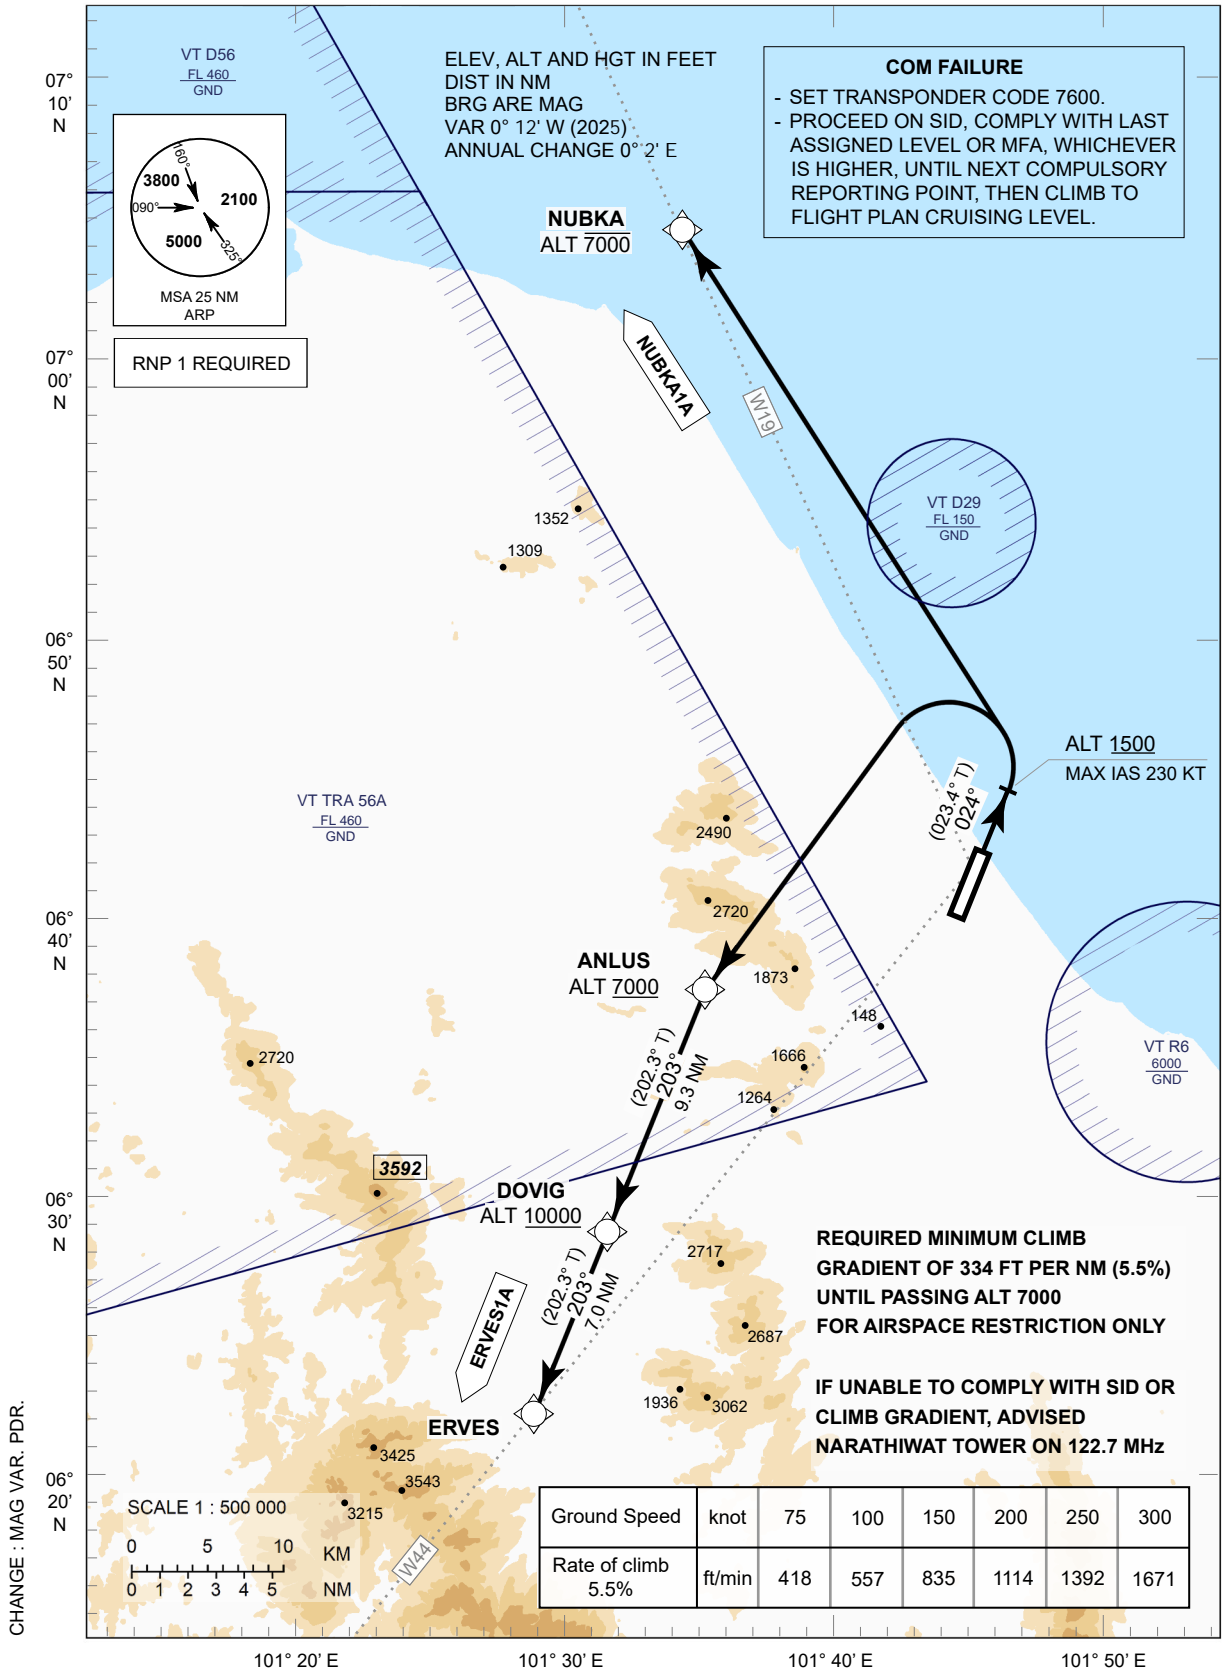 VT D56
FL 460
GND
ELEV, ALT AND HGT IN FEET
DIST IN NM
BRG ARE MAG
VAR 0° 12' W (2025)
ANNUAL CHANGE 0° 2' E
COM FAILURE
- SET TRANSPONDER CODE 7600.
- PROCEED ON SID, COMPLY WITH LAST
ASSIGNED LEVEL OR MFA, WHICHEVER
IS HIGHER, UNTIL NEXT COMPULSORY
REPORTING POINT, THEN CLIMB TO
FLIGHT PLAN CRUISING LEVEL.
07°
10'
N
160°
3800
2100
090°
5000
325°
MSA 25 NM
ARP
RNP 1 REQUIRED
NUBKA
ALT 7000
07°
00'
N
NUBKA1A
W19
VT D29
FL 150
GND
1352
1309
06°
50'
N
ALT 1500
MAX IAS 230 KT
(023.4° T)
024°
VT TRA 56A
FL 460
GND
2490
2720
06°
40'
N
ANLUS
ALT 7000
1873
148
2720
1666
1264
VT R6
6000
GND
(202.3° T)
203°
9.3 NM
3592
06°
30'
N
DOVIG
ALT 10000
2717
REQUIRED MINIMUM CLIMB
GRADIENT OF 334 FT PER NM (5.5%)
UNTIL PASSING ALT 7000
FOR AIRSPACE RESTRICTION ONLY
(202.3° T)
203°
7.0 NM
ERVES1A
2687
1936
3062
IF UNABLE TO COMPLY WITH SID OR
CLIMB GRADIENT, ADVISED
NARATHIWAT TOWER ON 122.7 MHz
ERVES
3425
3543
3215
06°
20'
N
SCALE 1 : 500 000
0 5 10 KM
0 1 2 3 4 5 NM
W44
Ground Speed knot 75 100 150 200 250 300
Rate of climb
5.5% ft/min 418 557 835 1114 1392 1671
CHANGE : MAG VAR. PDR.
101° 20' E 101° 30' E 101° 40' E 101° 50' E